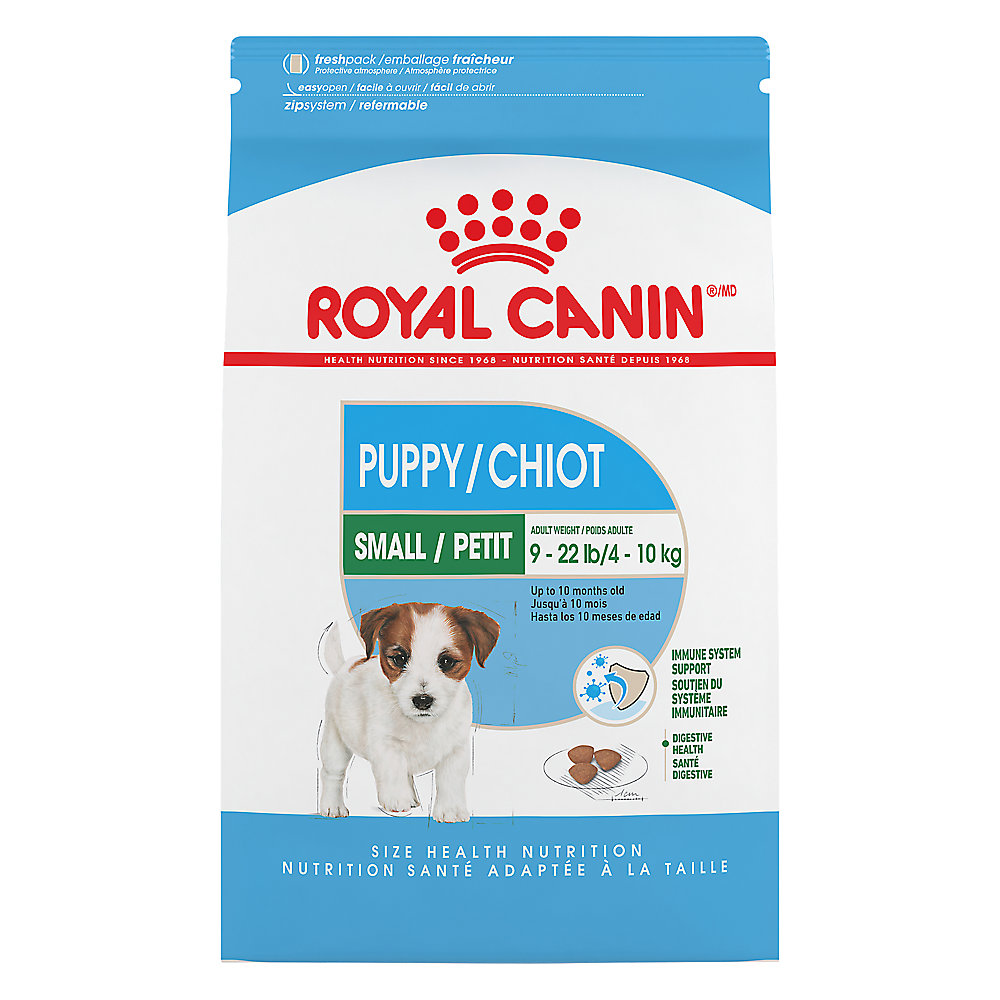 freshpack / emballage fraîcheur
Protective atmosphere / Atmosphère protectrice
easyopen / facile à ouvrir / fácil de abrir
zipsystem / refermable
ROYAL CANIN ®/MD
HEALTH NUTRITION SINCE 1968 - NUTRITION SANTÉ DEPUIS 1968
PUPPY / CHIOT
SMALL / PETIT
ADULT WEIGHT / POIDS ADULTE
9 - 22 lb/4 - 10 kg
Up to 10 months old
Jusqu'à 10 mois
Hasta los 10 meses de edad
IMMUNE SYSTEM
SUPPORT
SOUTIEN DU
SYSTÈME
IMMUNITAIRE
DIGESTIVE
HEALTH
SANTÉ
DIGESTIVE
1cm
SIZE HEALTH NUTRITION
NUTRITION SANTÉ ADAPTÉE À LA TAILLE